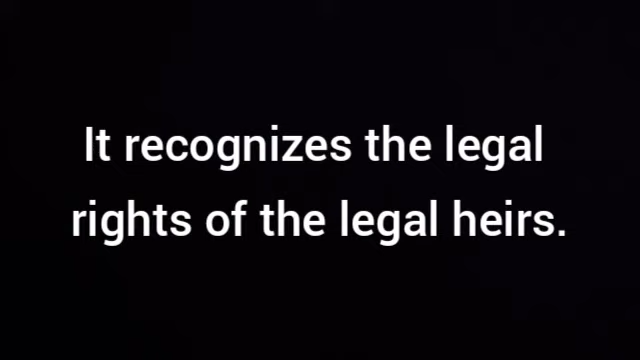 It recognizes the legal
rights of the legal heirs.